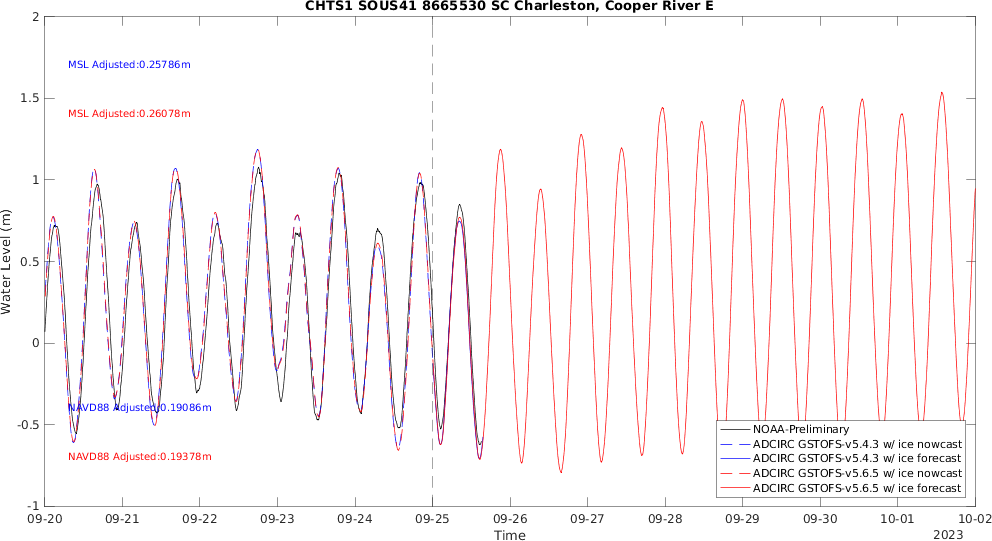 CHTS1 SOUS41 8665530 SC Charleston, Cooper River E
2
1.5
1
0.5
0
-0.5
-1
Water Level (m)
MSL Adjusted:0.25786m
MSL Adjusted:0.26078m
NAVD88 Adjusted:0.19086m
NAVD88 Adjusted:0.19378m
NOAA-Preliminary
ADCIRC GSTOFS-v5.4.3 w/ ice nowcast
ADCIRC GSTOFS-v5.4.3 w/ ice forecast
ADCIRC GSTOFS-v5.6.5 w/ ice nowcast
ADCIRC GSTOFS-v5.6.5 w/ ice forecast
09-20 09-21 09-22 09-23 09-24 09-25 09-26 09-27 09-28 09-29 09-30 10-01 10-02
Time
2023